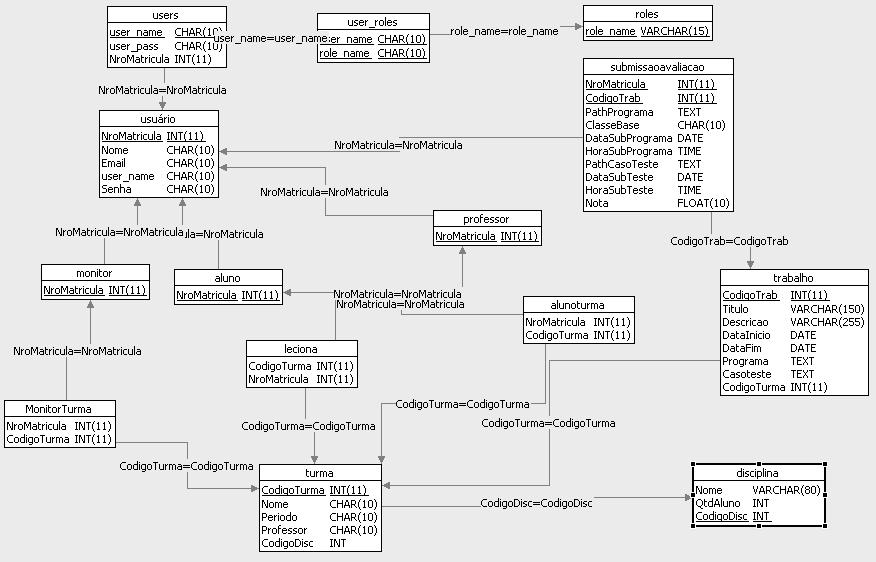 users
user_name CHAR(10)
user_pass CHAR(10)
NroMatricula INT(11)
user_name=user_name
user_roles
user_name CHAR(10)
role_name CHAR(10)
role_name=role_name
roles
role_name VARCHAR(15)
NroMatricula=NroMatricula
usuário
NroMatricula INT(11)
Nome CHAR(10)
Email CHAR(10)
user_name CHAR(10)
Senha CHAR(10)
NroMatricula=NroMatricula
submissaoavaliacao
NroMatricula INT(11)
CodigoTrab INT(11)
PathPrograma TEXT
ClasseBase CHAR(10)
DataSubPrograma DATE
HoraSubPrograma TIME
PathCasoTeste TEXT
DataSubTeste DATE
HoraSubTeste TIME
Nota FLOAT(10)
NroMatricula=NroMatricula
professor
NroMatricula INT(11)
NroMatricula=NroMatricula
ula=NroMatricula
CodigoTrab=CodigoTrab
monitor
NroMatricula INT(11)
aluno
NroMatricula INT(11)
NroMatricula=NroMatricula
NroMatricula=NroMatricula
alunoturma
NroMatricula INT(11)
CodigoTurma INT(11)
trabalho
CodigoTrab INT(11)
Titulo VARCHAR(150)
Descricao VARCHAR(255)
DataInicio DATE
DataFim DATE
Programa TEXT
Casoteste TEXT
CodigoTurma INT(11)
NroMatricula=NroMatricula
leciona
CodigoTurma INT(11)
NroMatricula INT(11)
MonitorTurma
NroMatricula INT(11)
CodigoTurma INT(11)
CodigoTurma=CodigoTurma
CodigoTurma=CodigoTurma
CodigoTurma=CodigoTurma
CodigoTurma=CodigoTurma
turma
CodigoTurma INT(11)
Nome CHAR(10)
Periodo CHAR(10)
Professor CHAR(10)
CodigoDisc INT
CodigoDisc=CodigoDisc
disciplina
Nome VARCHAR(80)
QtdAluno INT
CodigoDisc INT